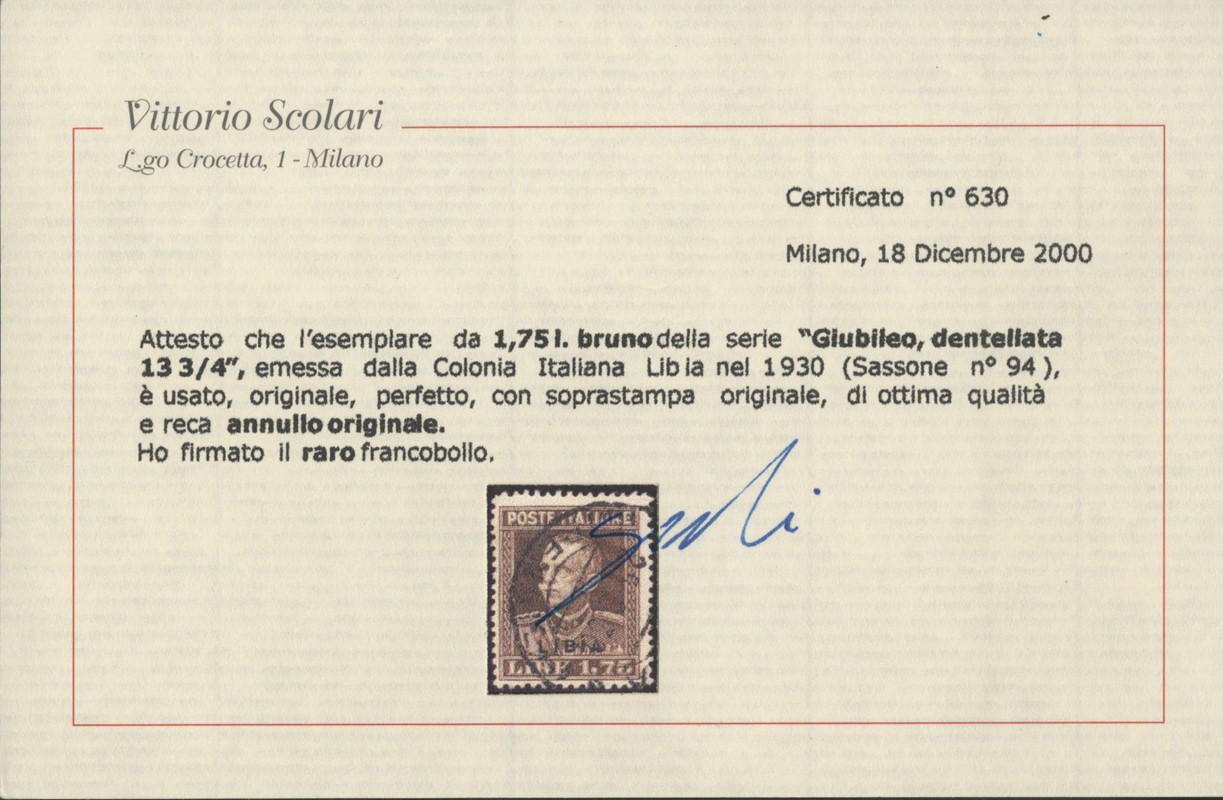 Vittorio Scolari
L.go Crocetta, 1 - Milano
Certificato n° 630
Milano, 18 Dicembre 2000
Attesto che l'esemplare da 1,75 l. bruno della serie "Giubileo, dentellata
13 3/4", emessa dalla Colonia Italiana Libia nel 1930 (Sassone n° 94),
è usato, originale, perfetto, con soprastampa originale, di ottima qualità
e reca annullo originale.
Ho firmato il raro francobollo.
POSTE ITALIANE
LIBIA
LIRE 1.75